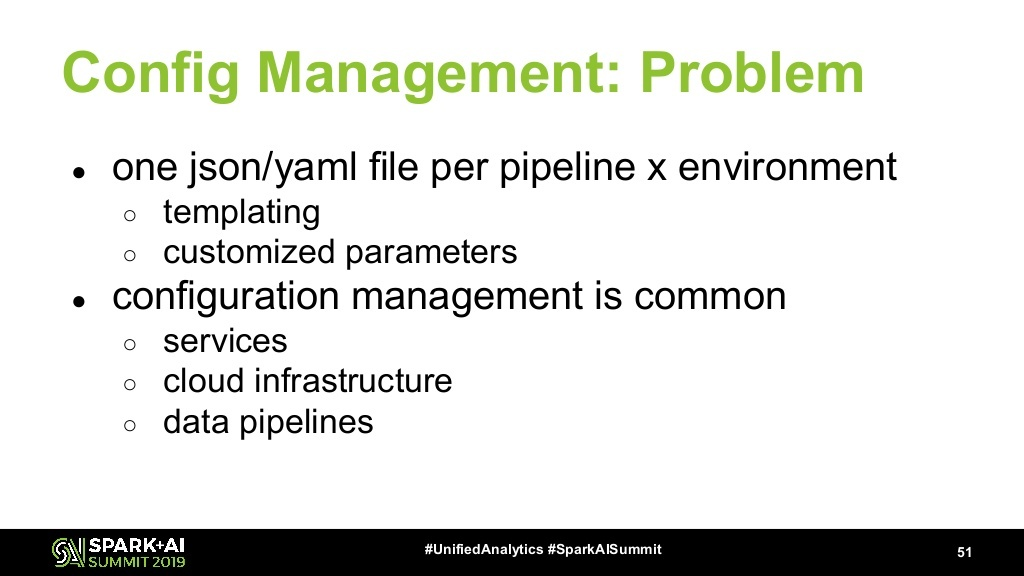 Config Management: Problem
● one json/yaml file per pipeline x environment
○ templating
○ customized parameters
● configuration management is common
○ services
○ cloud infrastructure
○ data pipelines
SPARK+AI
SUMMIT 2019
#UnifiedAnalytics #SparkAISummit
51